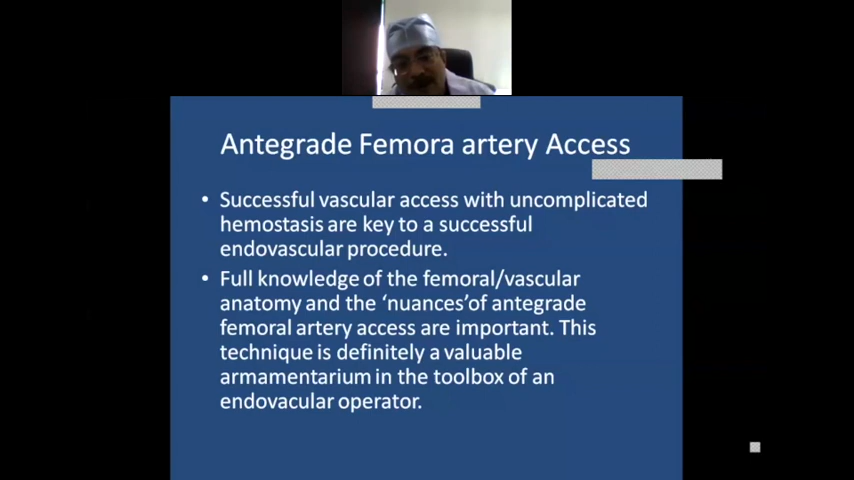 Antegrade Femora artery Access
• Successful vascular access with uncomplicated
hemostasis are key to a successful
endovascular procedure.
• Full knowledge of the femoral/vascular
anatomy and the ‘nuances’of antegrade
femoral artery access are important. This
technique is definitely a valuable
armamentarium in the toolbox of an
endovacular operator.